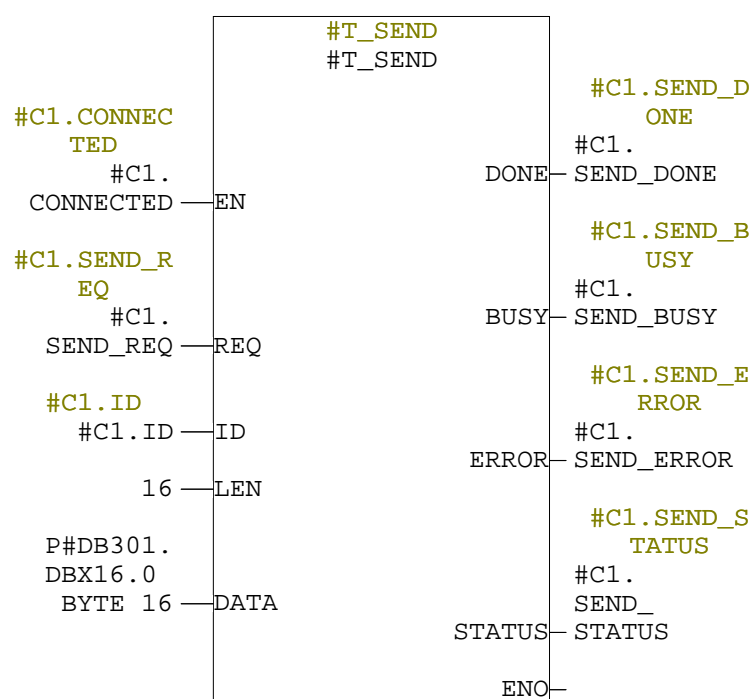 #T_SEND
#T_SEND
#C1.CONNEC
TED
#C1.
CONNECTED
EN
#C1.SEND_R
EQ
#C1.
SEND_REQ
REQ
#C1.ID
#C1.ID
ID
16
LEN
P#DB301.
DBX16.0
BYTE 16
DATA
#C1.SEND_D
ONE
#C1.
DONE
SEND_DONE
#C1.SEND_B
USY
#C1.
BUSY
SEND_BUSY
#C1.SEND_E
RROR
#C1.
ERROR
SEND_ERROR
#C1.SEND_S
TATUS
#C1.
SEND_
STATUS
STATUS
ENO